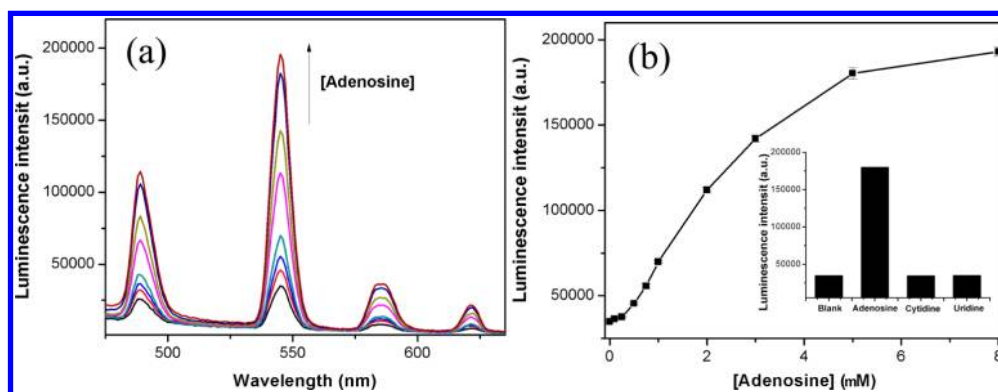 (a)
[Adenosine]
Luminescence intensit (a.u.)
200000
150000
100000
50000
500
550
600
Wavelength (nm)
(b)
Luminescence intensit (a.u.)
200000
150000
100000
50000
0
2
4
6
8
[Adenosine] (mM)
Luminescence intensit (a.u.)
200000
150000
100000
50000
Blank Adenosine Cytidine Uridine